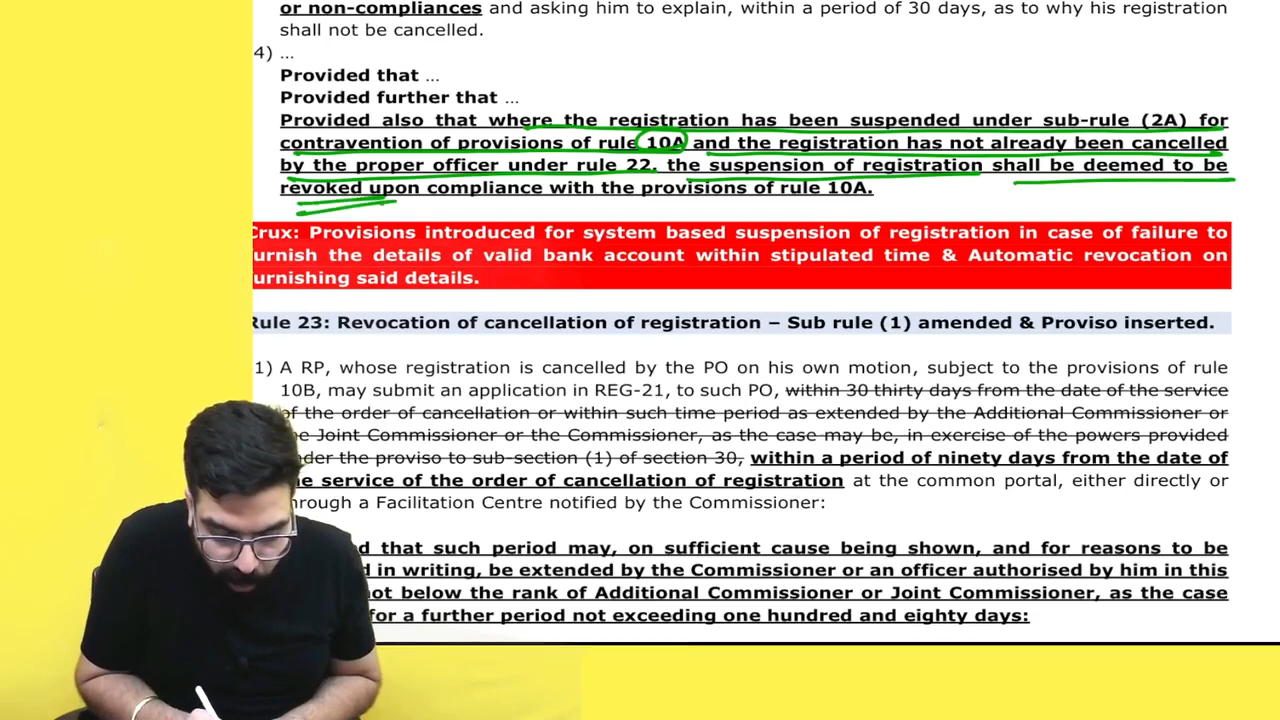 or non-compliances and asking him to explain, within a period of 30 days, as to why his registration
shall not be cancelled.
4) …
Provided that …
Provided further that …
Provided also that where the registration has been suspended under sub-rule (2A) for
contravention of provisions of rule 10A and the registration has not already been cancelled
by the proper officer under rule 22, the suspension of registration shall be deemed to be
revoked upon compliance with the provisions of rule 10A.
Crux: Provisions introduced for system based suspension of registration in case of failure to
furnish the details of valid bank account within stipulated time & Automatic revocation on
furnishing said details.
Rule 23: Revocation of cancellation of registration – Sub rule (1) amended & Proviso inserted.
1) A RP, whose registration is cancelled by the PO on his own motion, subject to the provisions of rule
10B, may submit an application in REG-21, to such PO, within 30 thirty days from the date of the service
of the order of cancellation or within such time period as extended by the Additional Commissioner or
the Joint Commissioner or the Commissioner, as the case may be, in exercise of the powers provided
under the proviso to sub-section (1) of section 30, within a period of ninety days from the date of
the service of the order of cancellation of registration at the common portal, either directly or
through a Facilitation Centre notified by the Commissioner:
that such period may, on sufficient cause being shown, and for reasons to be
in writing, be extended by the Commissioner or an officer authorised by him in this
not below the rank of Additional Commissioner or Joint Commissioner, as the case
for a further period not exceeding one hundred and eighty days: